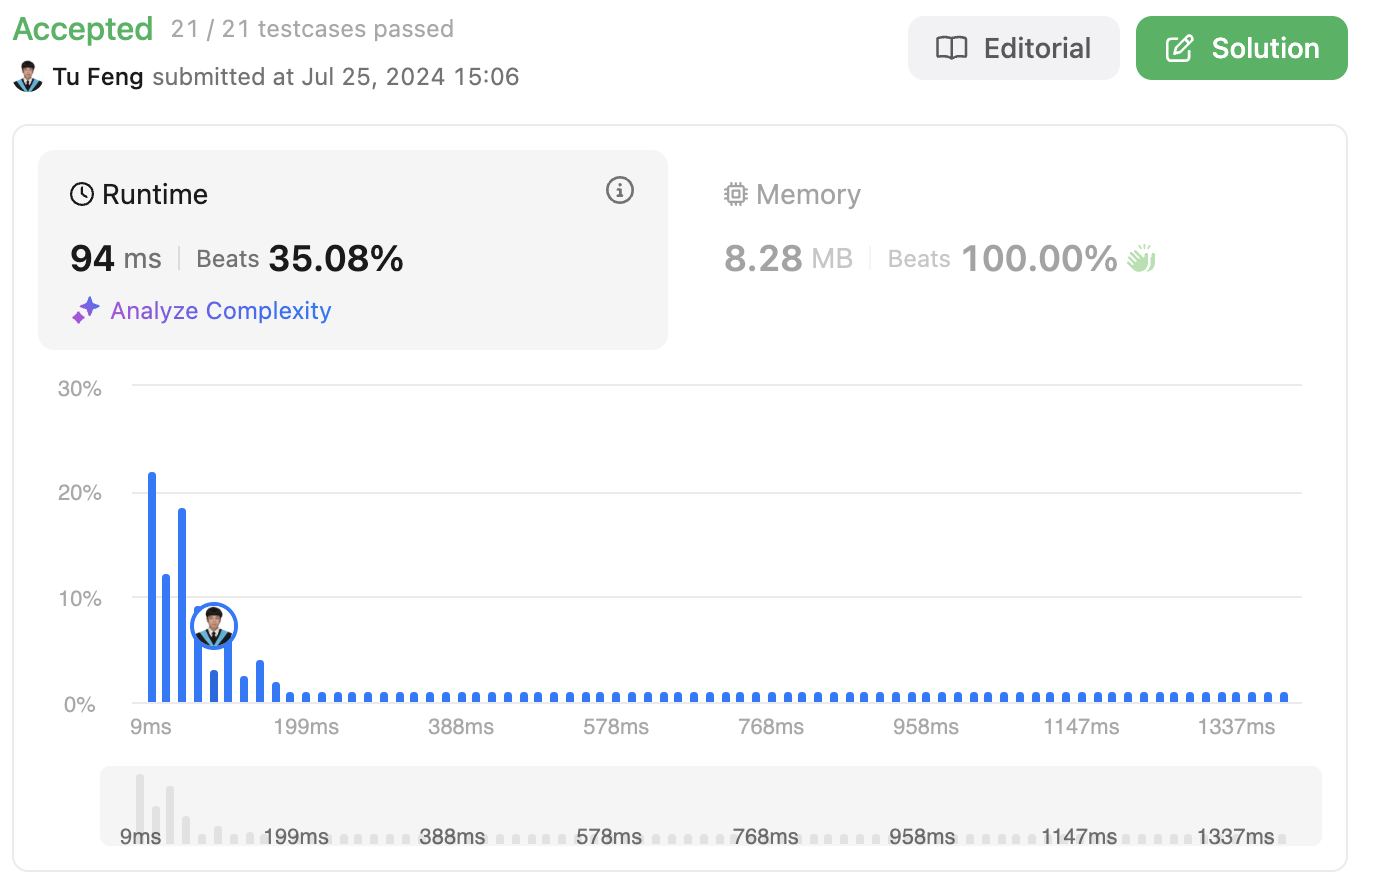 Accepted 21 / 21 testcases passed
Editorial
Solution
Tu Feng submitted at Jul 25, 2024 15:06
Runtime
94 ms Beats 35.08%
Analyze Complexity
Memory
8.28 MB Beats 100.00%
30%
20%
10%
0%
9ms 199ms 388ms 578ms 768ms 958ms 1147ms 1337ms
9ms 199ms 388ms 578ms 768ms 958ms 1147ms 1337ms